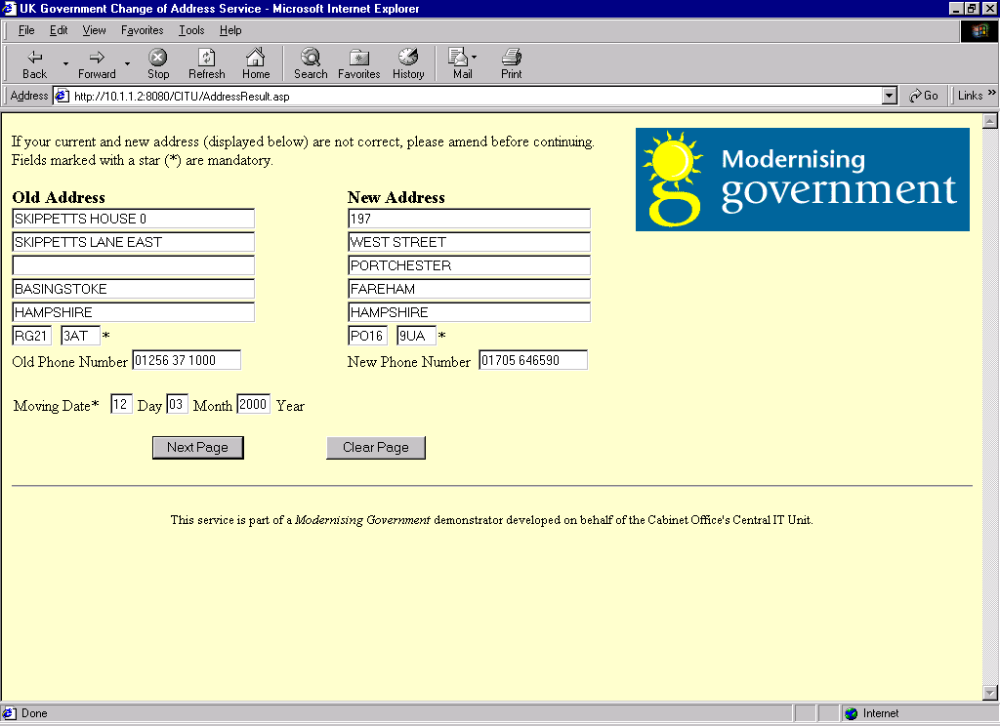 UK Government Change of Address Service - Microsoft Internet Explorer
File Edit View Favorites Tools Help
Back Forward Stop Refresh Home Search Favorites History Mail Print
Address http://10.1.1.2:8080/CITU/AddressResult.asp Go Links »
If your current and new address (displayed below) are not correct, please amend before continuing.
Fields marked with a star (*) are mandatory.
Modernising
government
Old Address New Address
SKIPPETTS HOUSE 0 197
SKIPPETTS LANE EAST WEST STREET
PORTCHESTER
BASINGSTOKE FAREHAM
HAMPSHIRE HAMPSHIRE
RG21 3AT * PO16 9UA *
Old Phone Number 01256 37 1000 New Phone Number 01705 646590
Moving Date* 12 Day 03 Month 2000 Year
Next Page Clear Page
This service is part of a Modernising Government demonstrator developed on behalf of the Cabinet Office's Central IT Unit.
Done Internet